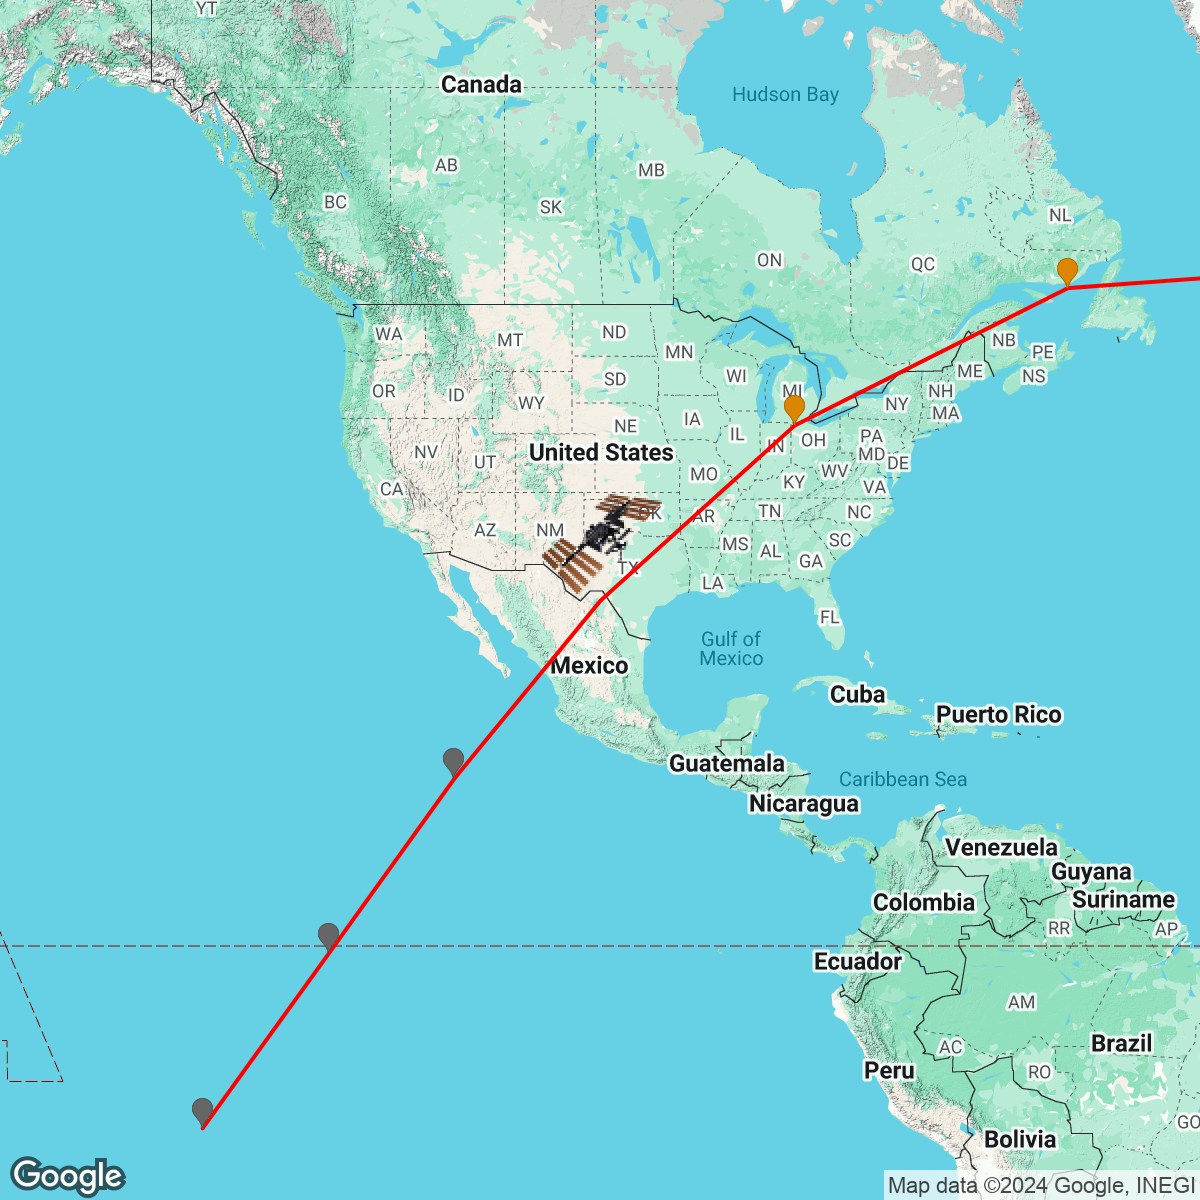 YT
Canada
Hudson Bay
AB
MB
BC
SK
NL
ON
QC
WA
MT
ND
MN
NB
PE
ME
NS
OR
ID
WY
SD
WI
MI
NH
NY
MA
NV
UT
NE
IA
IL
IN
OH
PA
MD
DE
United States
CA
MO
KY
WV
VA
AZ
NM
OK
AR
TN
NC
MS
AL
SC
GA
TX
LA
FL
Gulf of
Mexico
Mexico
Cuba
Puerto Rico
Guatemala
Caribbean Sea
Nicaragua
Venezuela
Guyana
Suriname
Colombia
RR
AP
Ecuador
AM
AC
Brazil
Peru
RO
Bolivia
GO
Google
Map data ©2024 Google, INEGI